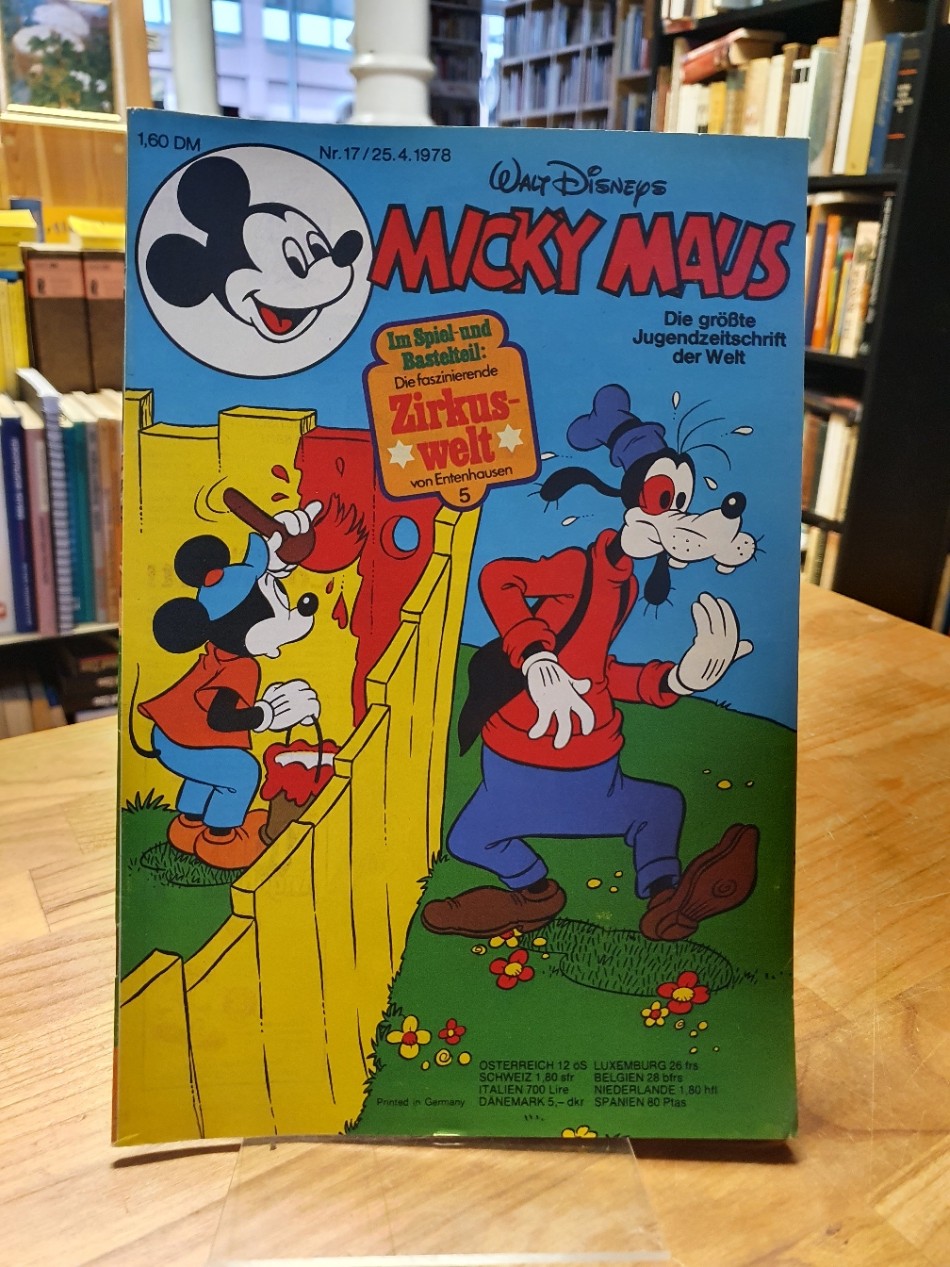 1,60 DM
Nr. 17/25.4.1978
WALT DISNEYS
MICKY MAUS
Die größte
Jugendzeitschrift
der Welt
Im Spiel-und
Bastelteil:
Die faszinierende
Zirkus-
welt
von Entenhausen
5
ÖSTERREICH 12 öS LUXEMBURG 26 frs
SCHWEIZ 1,80 sfr BELGIEN 28 bfrs
ITALIEN 700 Lire NIEDERLANDE 1,80 hfl
Printed in Germany DÄNEMARK 5,– dkr SPANIEN 80 Ptas